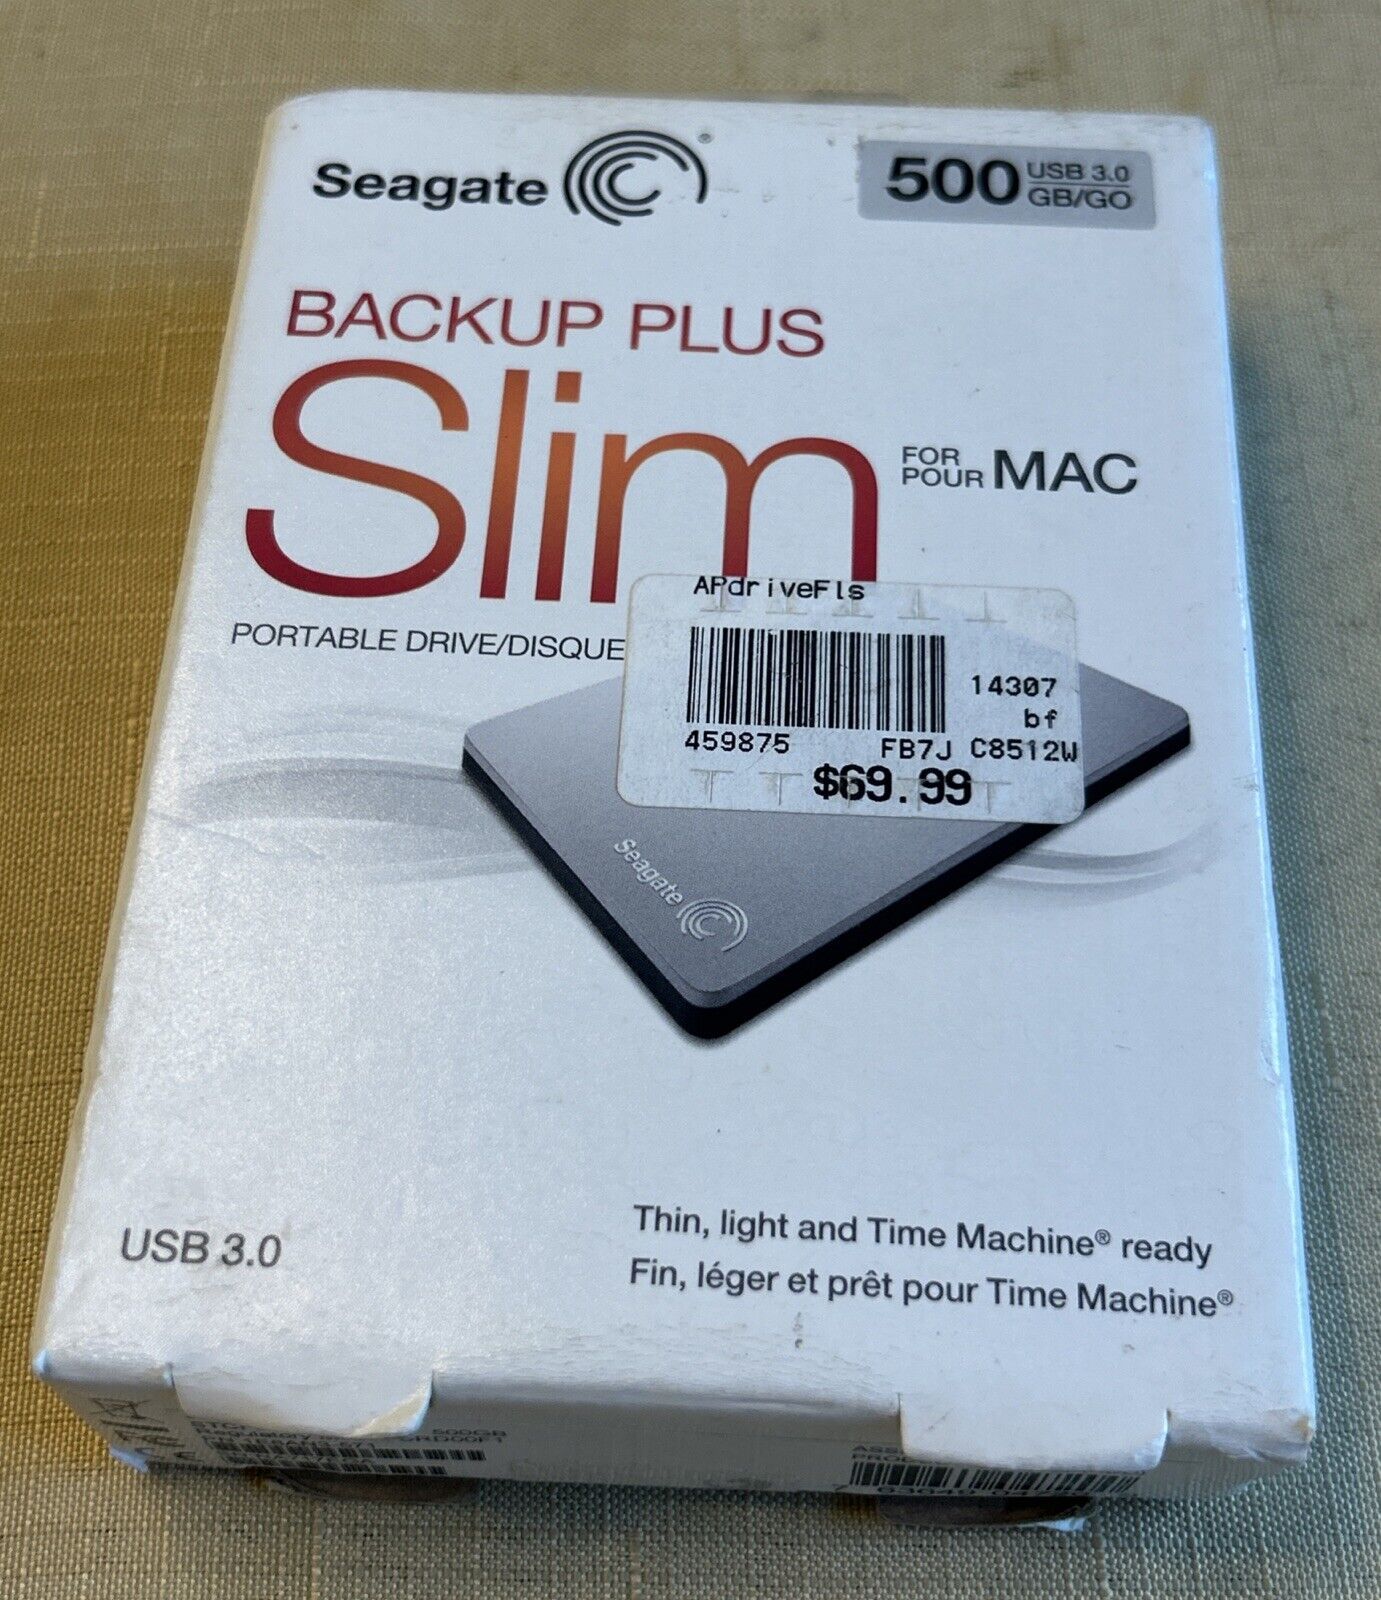 Seagate
500 USB 3.0 GB/GO
BACKUP PLUS
Slim
FOR POUR MAC
PORTABLE DRIVE/DISQUE
APdriveFls
14307
bf
459875 FB7J C8512W
$69.99
Seagate
USB 3.0
Thin, light and Time Machine® ready
Fin, léger et prêt pour Time Machine®
500GB